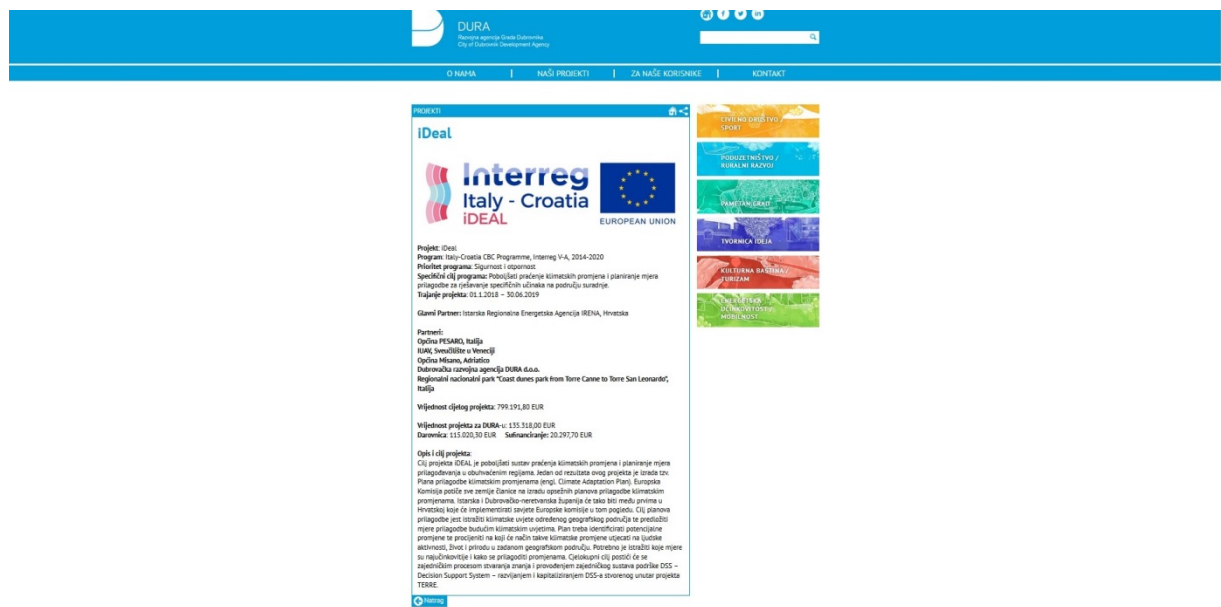 DURA
Razvojna agencija Grada Dubrovnika
City of Dubrovnik Development Agency
O NAMA
NAŠI PROJEKTI
ZA NAŠE KORISNIKE
KONTAKT
PROJEKTI
iDeal
Interreg
Italy - Croatia
iDEAL
EUROPEAN UNION
Projekt: iDeal
Program: Italy-Croatia CBC Programme, Interreg V-A, 2014-2020
Prioritet programa: Sigurnost i otpornost
Specifični cilj programa: Poboljšati praćenje klimatskih promjena i planiranje mjera
prilagodbe za rješavanje specifičnih učinaka na području suradnje.
Trajanje projekta: 01.1.2018 – 30.06.2019
Glavni Partner: Istarska Regionalna Energetska Agencija IRENA, Hrvatska
Partneri:
Općina PESARO, Italija
IUAV, Sveučilište u Veneciji
Općina Misano, Adriatico
Dubrovačka razvojna agencija DURA d.o.o.
Regionalni nacionalni park "Coast dunes park from Torre Canne to Torre San Leonardo",
Italija
Vrijednost cijelog projekta: 799.191,80 EUR
Vrijednost projekta za DURA-u: 135.318,00 EUR
Darovnica: 115.020,30 EUR Sufinanciranje: 20.297,70 EUR
Opis i cilj projekta:
Cilj projekta iDEAL je poboljšati sustav praćenja klimatskih promjena i planiranje mjera
prilagođavanja u obuhvaćenim regijama. Jedan od rezultata ovog projekta je izrada tzv.
Plana prilagodbe klimatskim promjenama (engl. Climate Adaptation Plan). Europska
Komisija potiče sve zemlje članice na izradu opsežnih planova prilagodbe klimatskim
promjenama. Istarska i Dubrovačko-neretvanska županija će tako biti među prvima u
Hrvatskoj koje će implementirati savjete Europske komisije u tom pogledu. Cilj planova
prilagodbe jest istražiti klimatske uvjete određenog geografskog područja te predložiti
mjere prilagodbe budućim klimatskim uvjetima. Plan treba identificirati potencijalne
promjene te procijeniti na koji će način takve klimatske promjene utjecati na ljudske
aktivnosti, život i prirodu u zadanom geografskom području. Potrebno je istražiti koje mjere
su najučinkovitije i kako se prilagoditi promjenama. Cjelokupni cilj postići će se
zajedničkim procesom stvaranja znanja i provođenjem zajedničkog sustava podrške DSS –
Decision Support System – razvijanjem i kapitaliziranjem DSS-a stvorenog unutar projekta
TERRE.
Natrag
CIVILNO DRUŠTVO /
SPORT
PODUZETNIŠTVO /
RURALNI RAZVOJ
PAMETAN GRAD
TVORNICA IDEJA
KULTURNA BAŠTINA /
TURIZAM
ENERGETSKA
UČINKOVITOST /
MOBILNOST